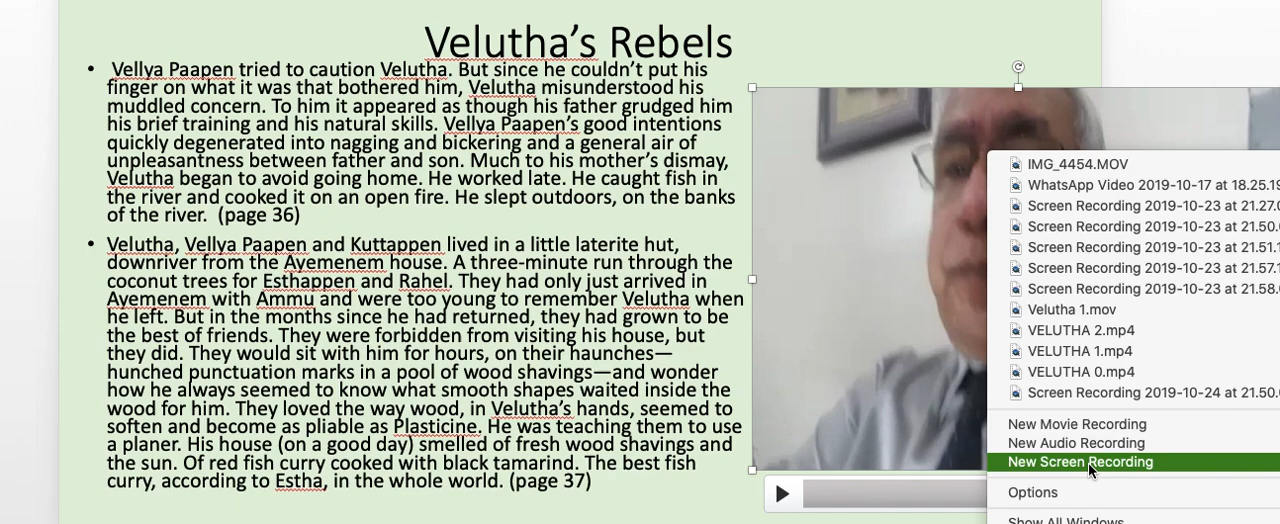 Velutha’s Rebels
• Vellya Paapen tried to caution Velutha. But since he couldn’t put his
finger on what it was that bothered him, Velutha misunderstood his
muddled concern. To him it appeared as though his father grudged him
his brief training and his natural skills. Vellya Paapen’s good intentions
quickly degenerated into nagging and bickering and a general air of
unpleasantness between father and son. Much to his mother’s dismay,
Velutha began to avoid going home. He worked late. He caught fish in
the river and cooked it on an open fire. He slept outdoors, on the banks
of the river. (page 36)
• Velutha, Vellya Paapen and Kuttappen lived in a little laterite hut,
downriver from the Ayemenem house. A three-minute run through the
coconut trees for Esthappen and Rahel. They had only just arrived in
Ayemenem with Ammu and were too young to remember Velutha when
he left. But in the months since he had returned, they had grown to be
the best of friends. They were forbidden from visiting his house, but
they did. They would sit with him for hours, on their haunches—
hunched punctuation marks in a pool of wood shavings—and wonder
how he always seemed to know what smooth shapes waited inside the
wood for him. They loved the way wood, in Velutha’s hands, seemed to
soften and become as pliable as Plasticine. He was teaching them to use
a planer. His house (on a good day) smelled of fresh wood shavings and
the sun. Of red fish curry cooked with black tamarind. The best fish
curry, according to Estha, in the whole world. (page 37)
IMG_4454.MOV
WhatsApp Video 2019-10-17 at 18.25.19
Screen Recording 2019-10-23 at 21.27.0
Screen Recording 2019-10-23 at 21.50.
Screen Recording 2019-10-23 at 21.51.1
Screen Recording 2019-10-23 at 21.57.1
Screen Recording 2019-10-23 at 21.58.
Velutha 1.mov
VELUTHA 2.mp4
VELUTHA 1.mp4
VELUTHA 0.mp4
Screen Recording 2019-10-24 at 21.50.
New Movie Recording
New Audio Recording
New Screen Recording
Options
Show All Windows